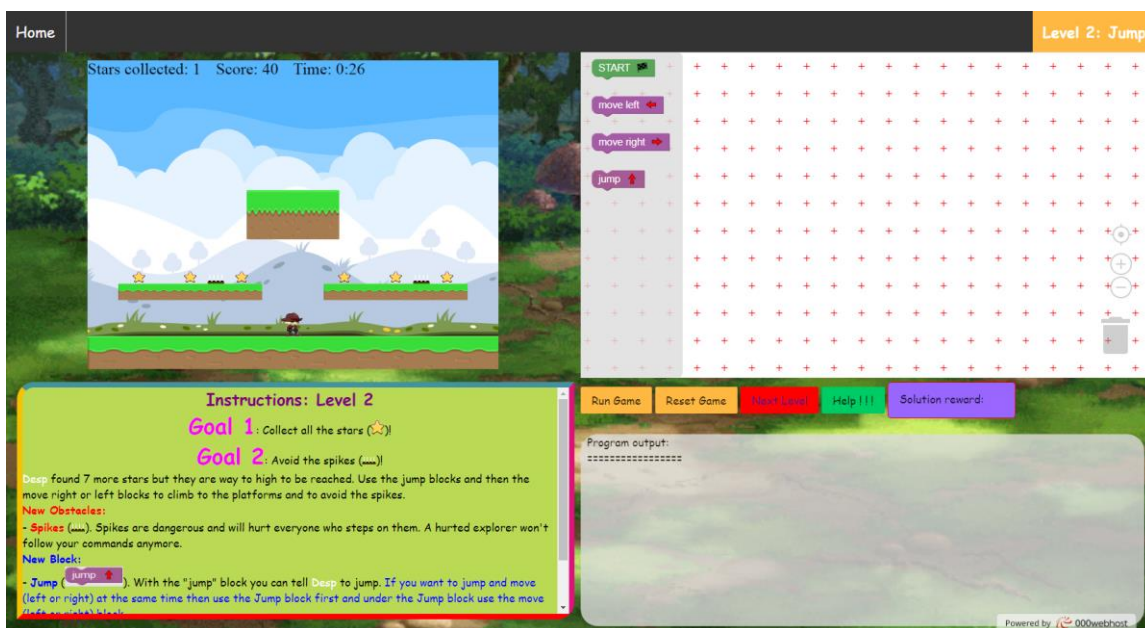 Home
Level 2: Jump
Stars collected: 1 Score: 40 Time: 0:26
START
move left
move right
jump
Instructions: Level 2
Goal 1: Collect all the stars ( )!
Goal 2: Avoid the spikes ( )!
Desp found 7 more stars but they are way to high to be reached. Use the jump blocks and then the
move right or left blocks to climb to the platforms and to avoid the spikes.
New Obstacles:
- Spikes ( ). Spikes are dangerous and will hurt everyone who steps on them. A hurted explorer won't
follow your commands anymore.
New Block:
- Jump ( jump ). With the "jump" block you can tell Desp to jump. If you want to jump and move
(left or right) at the same time then use the Jump block first and under the Jump block use the move
(left or right) block
Run Game
Reset Game
Next Level
Help !!!
Solution reward:
Program output:
=================
Powered by 000webhost